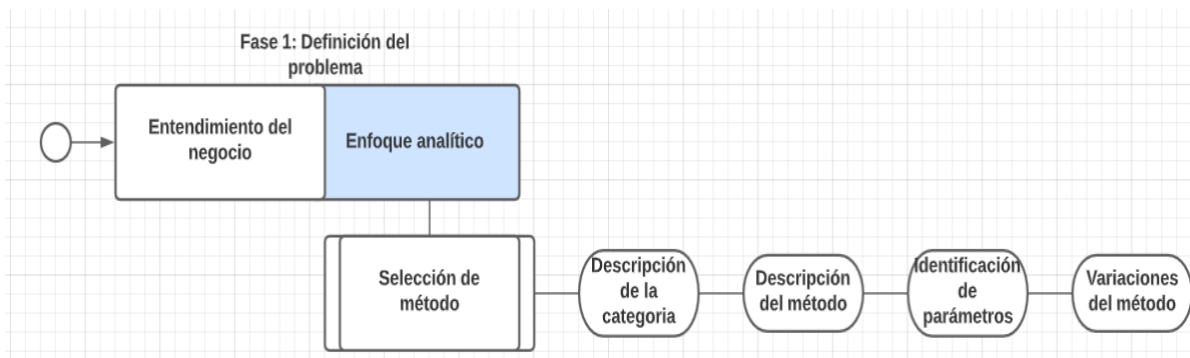 Fase 1: Definición del
problema
Entendimiento del
negocio
Enfoque analítico
Selección de
método
Descripción
de la
categoria
Descripción
del método
Identificación
de
parámetros
Variaciones
del método